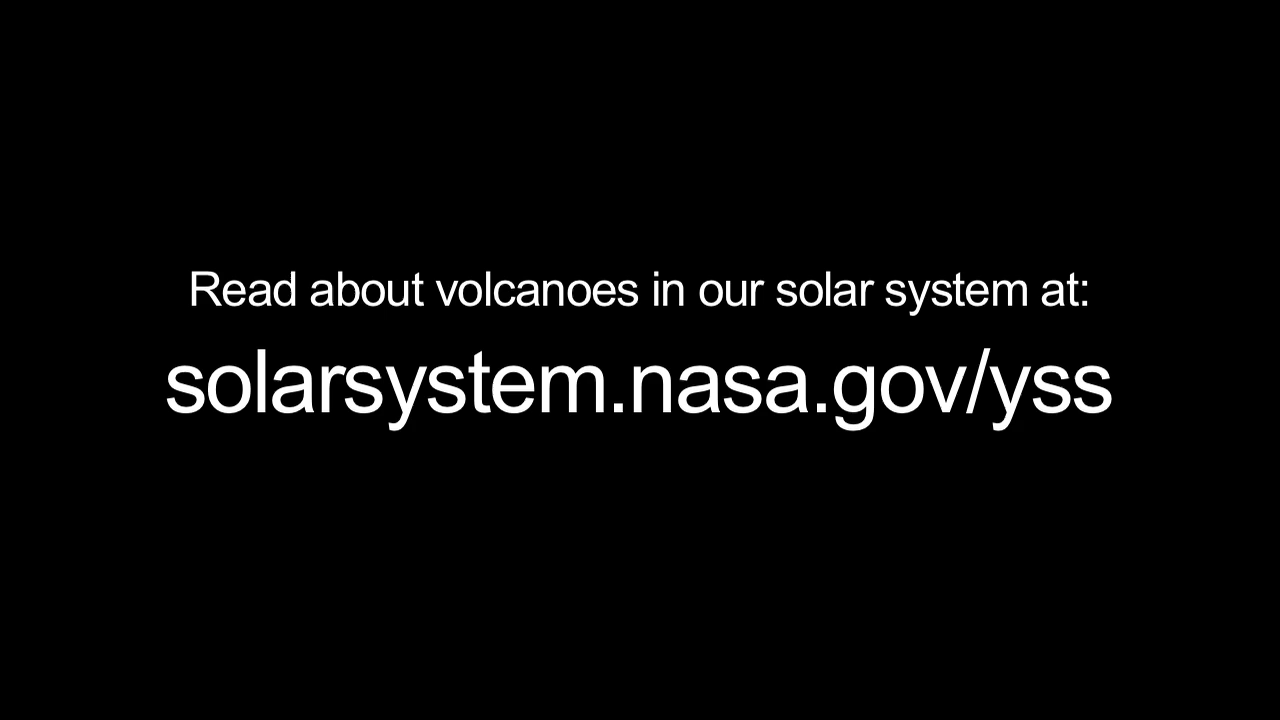 Read about volcanoes in our solar system at:
solarsystem.nasa.gov/yss